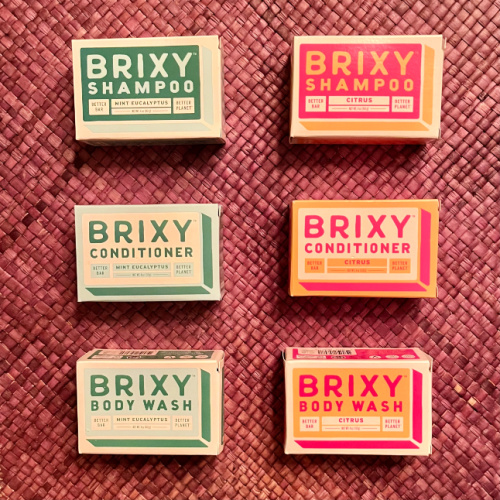 BRIXY
SHAMPOO
BETTER BAR
MINT EUCALYPTUS
BETTER PLANET
BRIXY
SHAMPOO
BETTER BAR
CITRUS
BETTER PLANET
BRIXY
CONDITIONER
BETTER BAR
MINT EUCALYPTUS
BETTER PLANET
BRIXY
CONDITIONER
BETTER BAR
CITRUS
BETTER PLANET
BRIXY
BODY WASH
BETTER BAR
MINT EUCALYPTUS
BETTER PLANET
BRIXY
BODY WASH
BETTER BAR
CITRUS
BETTER PLANET